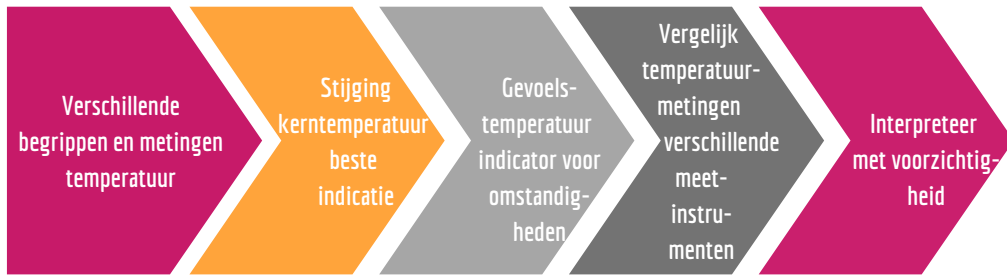 Verschillende
begrippen en metingen
temperatuur
Stijging
kerntemperatuur
beste
indicatie
Gevoels-
temperatuur
indicator voor
omstandig-
heden
Vergelijk
temperatuur-
metingen
verschillende
meet-
instru-
menten
Interpreteer
met voorzichtig-
heid